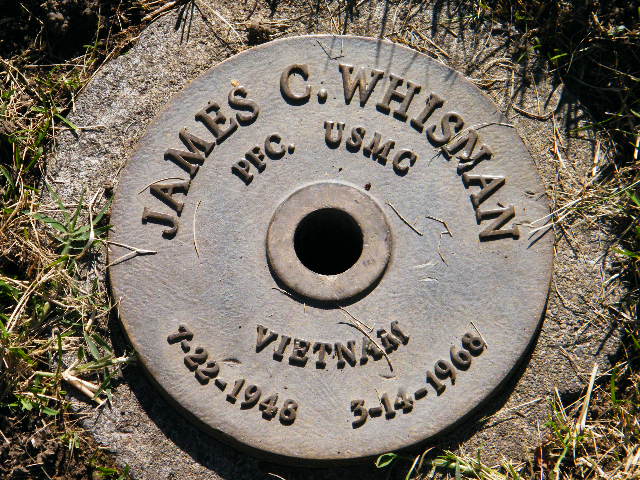 JAMES C. WHISMAN
PFC. USMC
VIETNAM
7-22-1948 3-14-1968